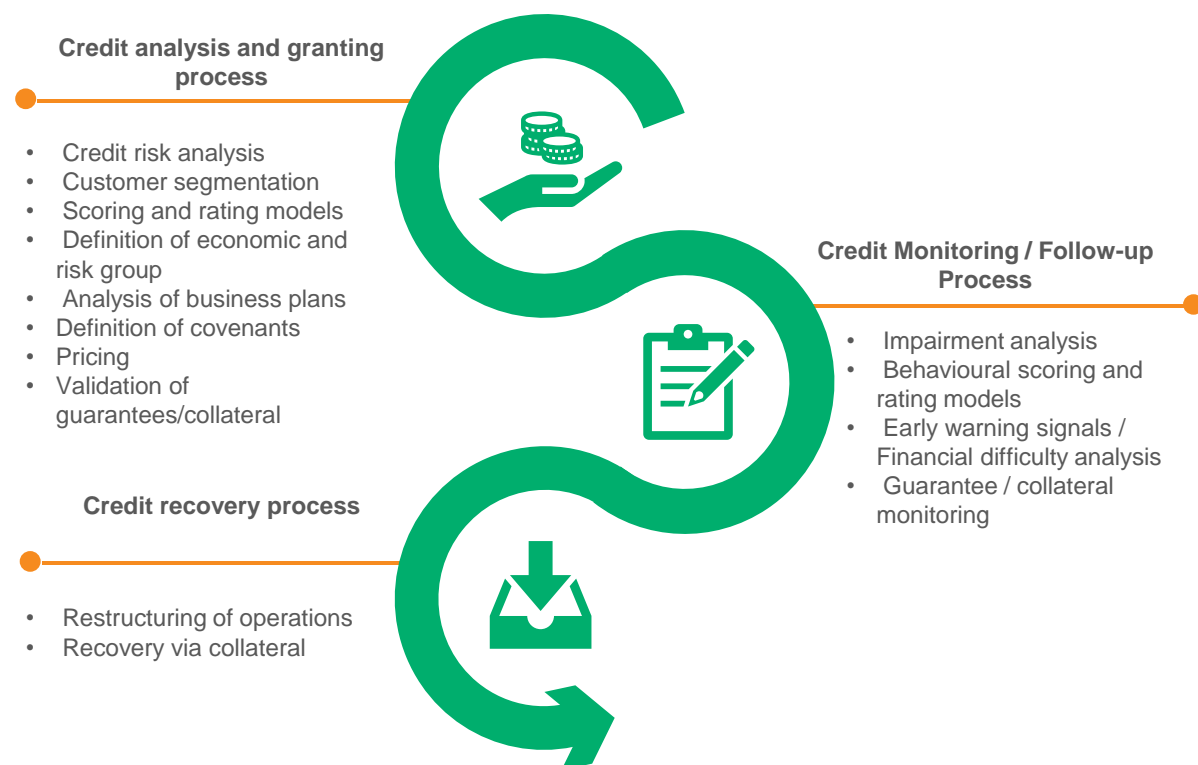 Credit analysis and granting
process
• Credit risk analysis
• Customer segmentation
• Scoring and rating models
• Definition of economic and
risk group
• Analysis of business plans
• Definition of covenants
• Pricing
• Validation of
guarantees/collateral
Credit Monitoring / Follow-up
Process
• Impairment analysis
• Behavioural scoring and
rating models
• Early warning signals /
Financial difficulty analysis
• Guarantee / collateral
monitoring
Credit recovery process
• Restructuring of operations
• Recovery via collateral